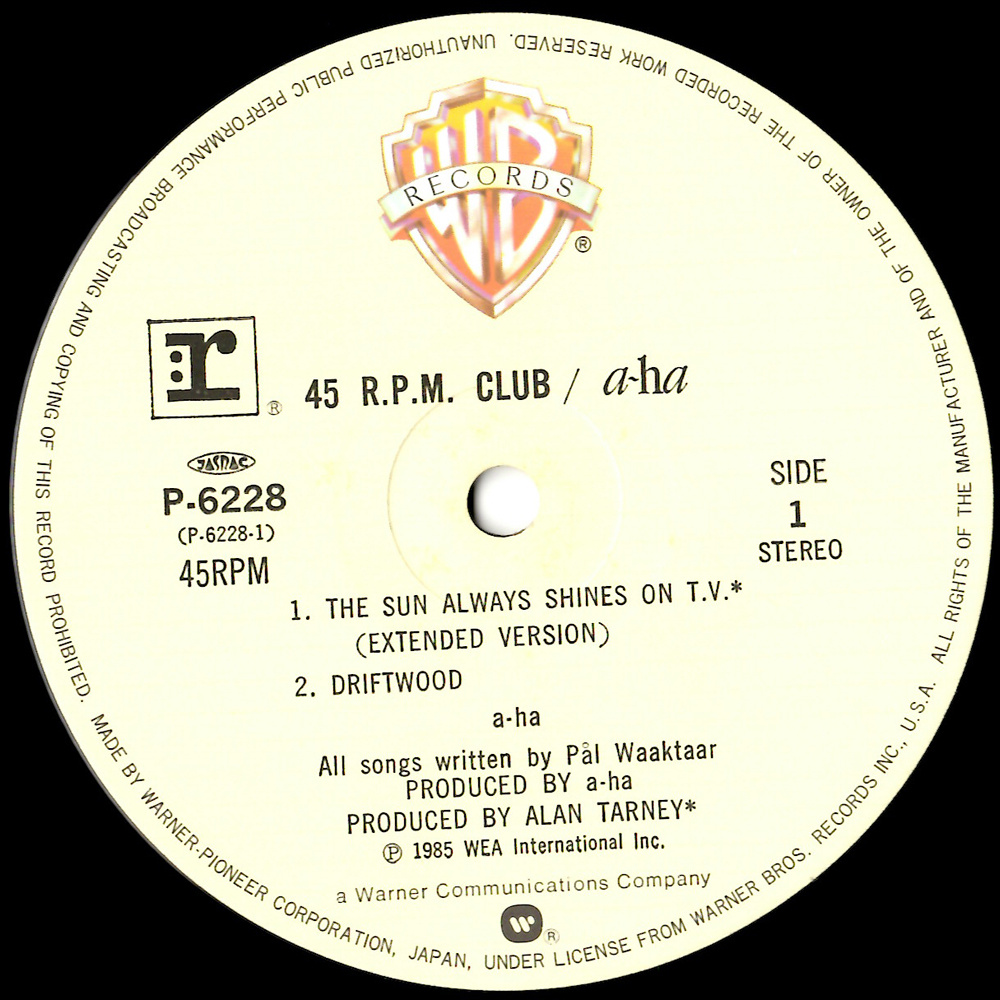 WB
RECORDS
®
r
®
45 R.P.M. CLUB / a-ha
JASRAC
P-6228
(P-6228-1)
45RPM
SIDE
1
STEREO
1. THE SUN ALWAYS SHINES ON T.V.*
(EXTENDED VERSION)
2. DRIFTWOOD
a-ha
All songs written by Pål Waaktaar
PRODUCED BY a-ha
PRODUCED BY ALAN TARNEY*
℗ 1985 WEA International Inc.
a Warner Communications Company
W
®
MADE BY WARNER-PIONEER CORPORATION, JAPAN, UNDER LICENSE FROM WARNER BROS. RECORDS INC., U.S.A. ALL RIGHTS OF THE MANUFACTURER AND OF THE OWNER OF THE RECORDED WORK RESERVED. UNAUTHORIZED PUBLIC PERFORMANCE BROADCASTING AND COPYING OF THIS RECORD PROHIBITED.